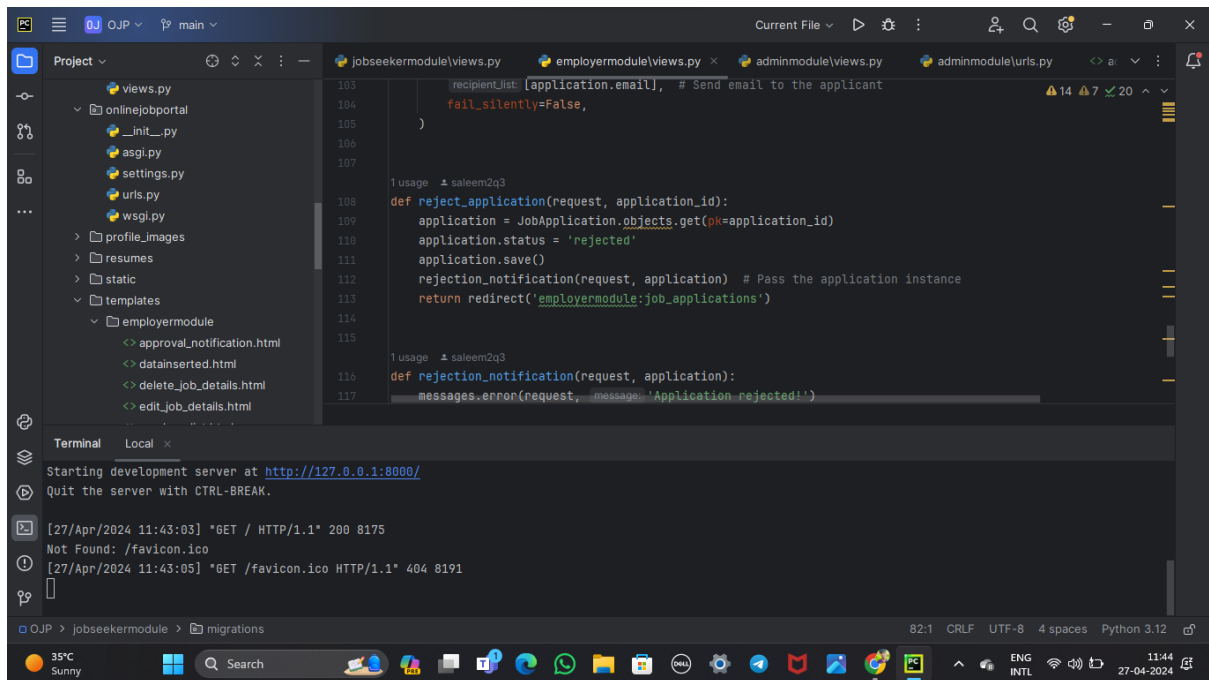 PC
OJ OJP main Current File
Project
jobseekermodule\views.py employermodule\views.py × adminmodule\views.py adminmodule\urls.py
views.py
onlinejobportal
__init__.py
asgi.py
settings.py
urls.py
wsgi.py
profile_images
resumes
static
templates
employermodule
approval_notification.html
datainserted.html
delete_job_details.html
edit_job_details.html
14 7 20
103 recipient_list: [application.email], # Send email to the applicant
104 fail_silently=False,
105 )
106
107
1 usage saleem2q3
108 def reject_application(request, application_id):
109 application = JobApplication.objects.get(pk=application_id)
110 application.status = 'rejected'
111 application.save()
112 rejection_notification(request, application) # Pass the application instance
113 return redirect('employermodule:job_applications')
114
115
1 usage saleem2q3
116 def rejection_notification(request, application):
117 messages.error(request, message: 'Application rejected!')
Terminal Local ×
Starting development server at http://127.0.0.1:8000/
Quit the server with CTRL-BREAK.
[27/Apr/2024 11:43:03] "GET / HTTP/1.1" 200 8175
Not Found: /favicon.ico
[27/Apr/2024 11:43:05] "GET /favicon.ico HTTP/1.1" 404 8191
OJP > jobseekermodule > migrations 82:1 CRLF UTF-8 4 spaces Python 3.12
35°C
Sunny
Search
PRE
DELL
PC
ENG
INTL
11:44
27-04-2024